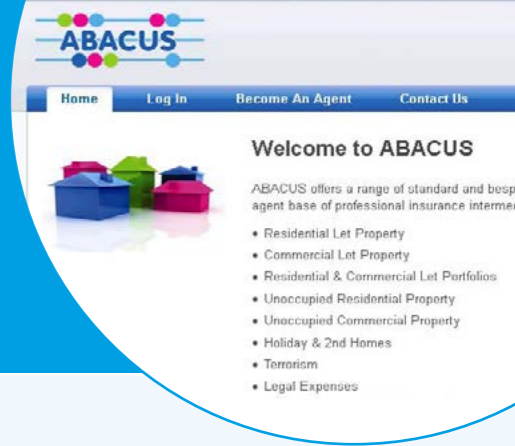 ABACUS
Home Log In Become An Agent Contact Us
Welcome to ABACUS
ABACUS offers a range of standard and
agent base of professional insurance
• Residential Let Property
• Commercial Let Property
• Residential & Commercial Let Portfolios
• Unoccupied Residential Property
• Unoccupied Commercial Property
• Holiday & 2nd Homes
• Terrorism
• Legal Expenses